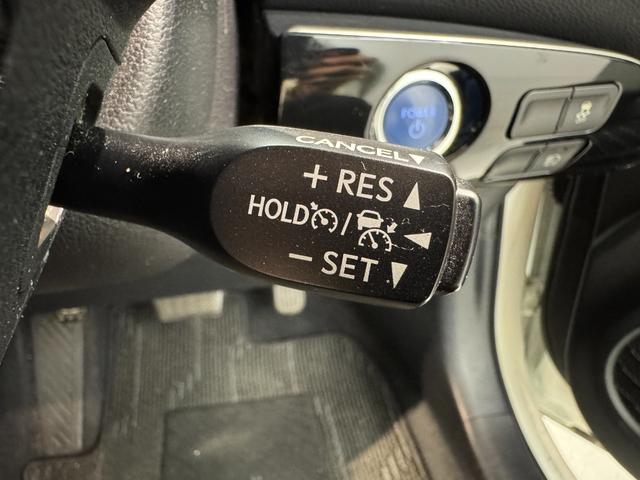 POWER
CANCEL▼
+ RES ▲
HOLD / ◀
− SET ▼